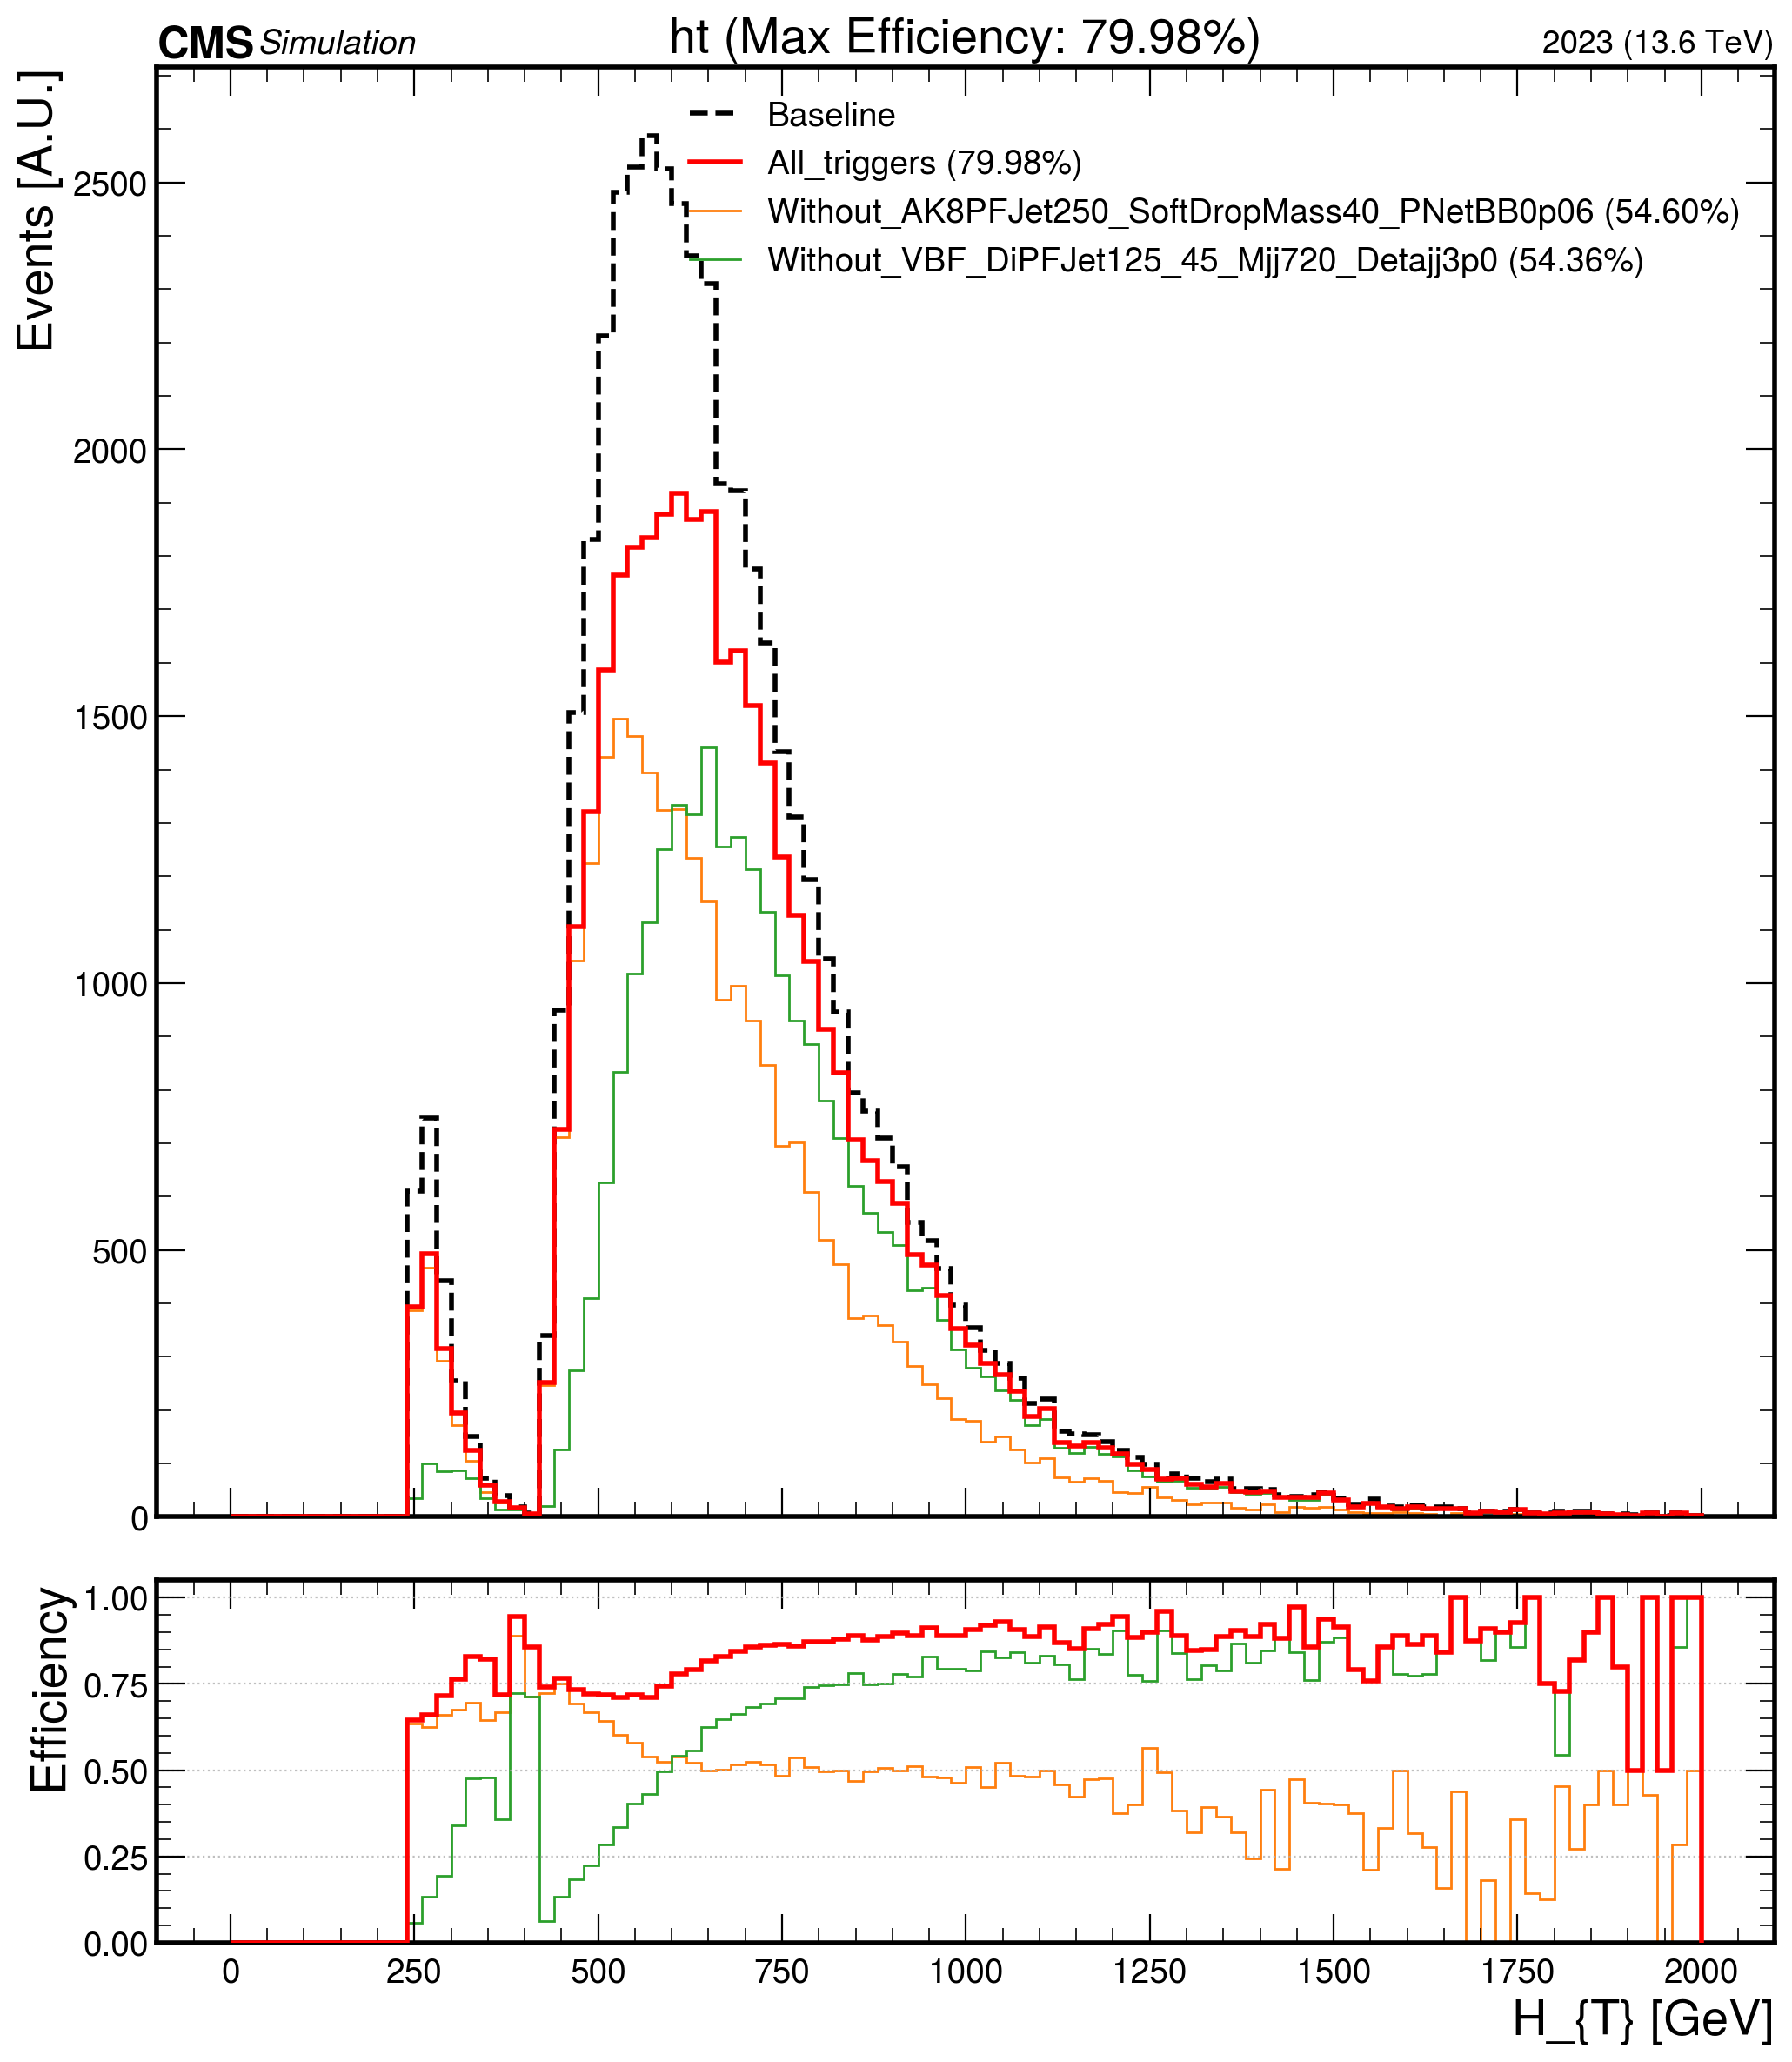 CMS Simulation ht (Max Efficiency: 79.98%) 2023 (13.6 TeV)
Events [A.U.]
Baseline
All_triggers (79.98%)
Without_AK8PFJet250_SoftDropMass40_PNetBB0p06 (54.60%)
Without_VBF_DiPFJet125_45_Mjj720_Detajj3p0 (54.36%)
2500
2000
1500
1000
500
0
Efficiency
1.00
0.75
0.50
0.25
0.00
0 250 500 750 1000 1250 1500 1750 2000
H_{T} [GeV]